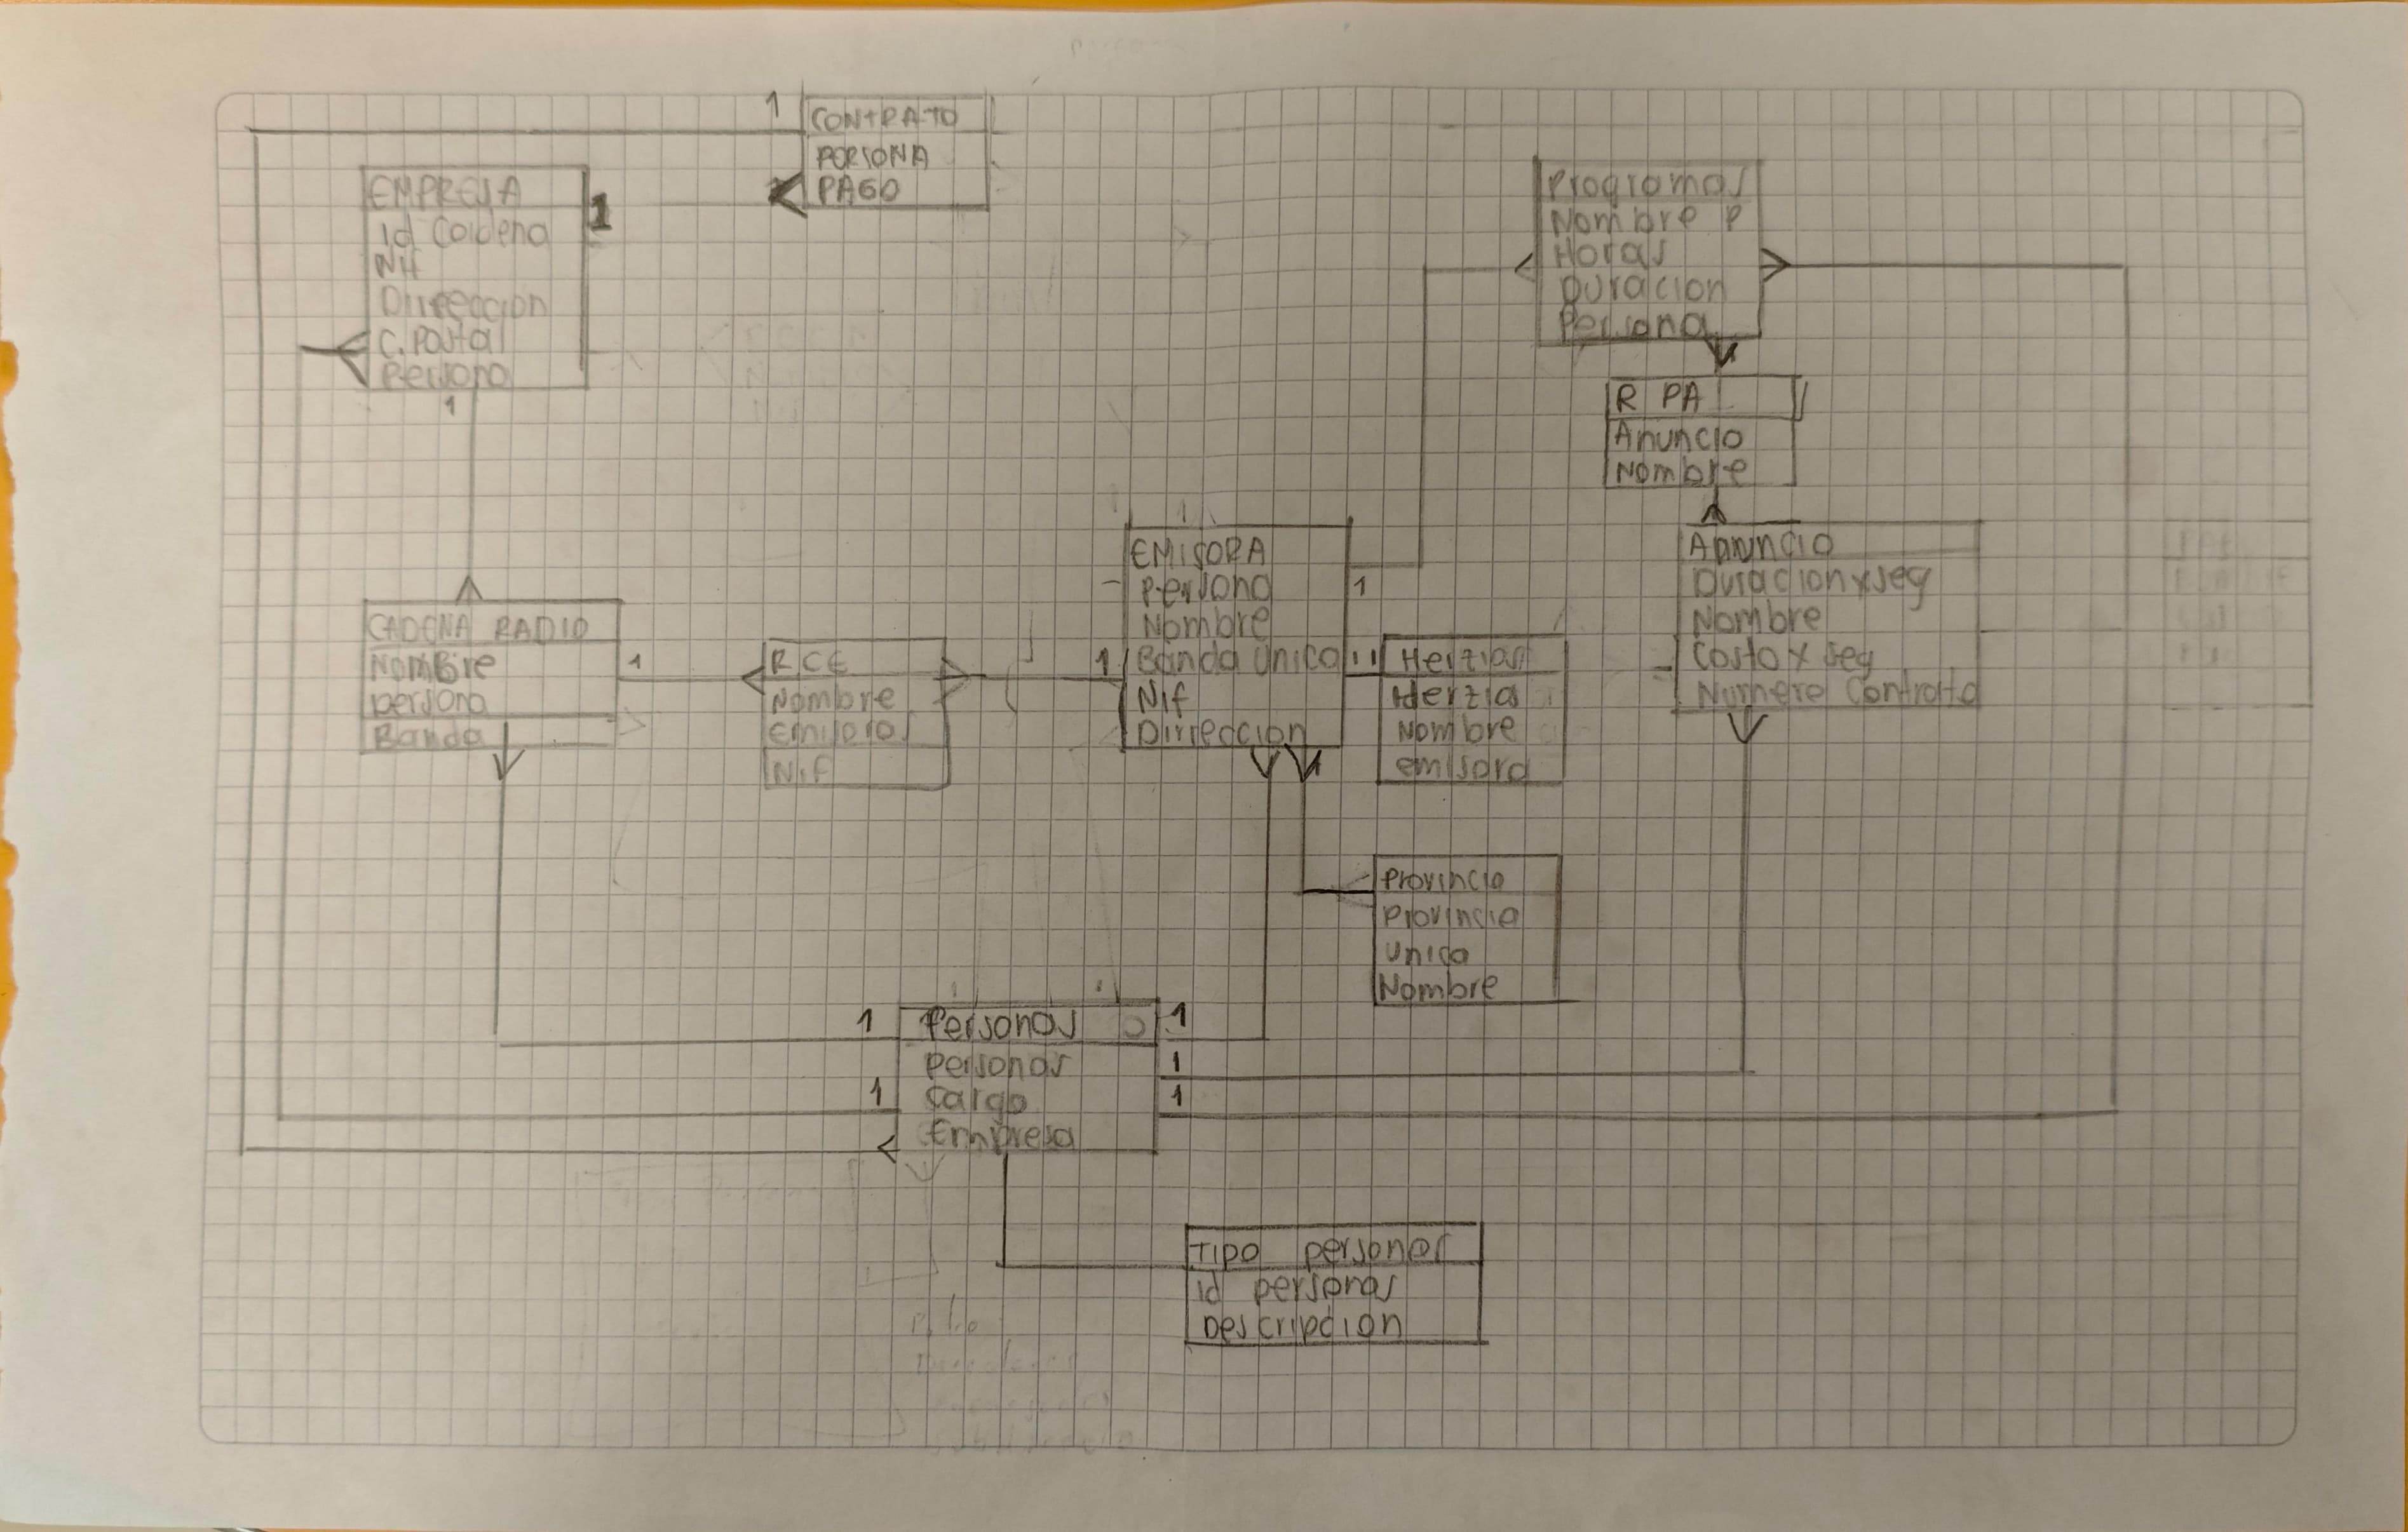 1
CONTRATO
PERSONA
PAGO
EMPRESA
Id Cadena
Nif
Direccion
C. Postal
Persona
1
1
Programas
Nombre P
Horas
Duracion
Persona
R PA
Anuncio
Nombre
Anuncio
Duracion x seg
Nombre
Costo x seg
Numero Contrato
CADENA RADIO
Nombre
persona
Banda
1
R C E
Nombre
Emisora
Nif
1
EMISORA
Persona
Nombre
Banda Unica
Nif
Dirreccion
1
1 1
Herzias
Herzia
Nombre
emisora
Provincia
Provincia
Unica
Nombre
1
1
Personas
Personas
Cargo
Empresa
1
1
1
Tipo personas
Id personas
Descripcion